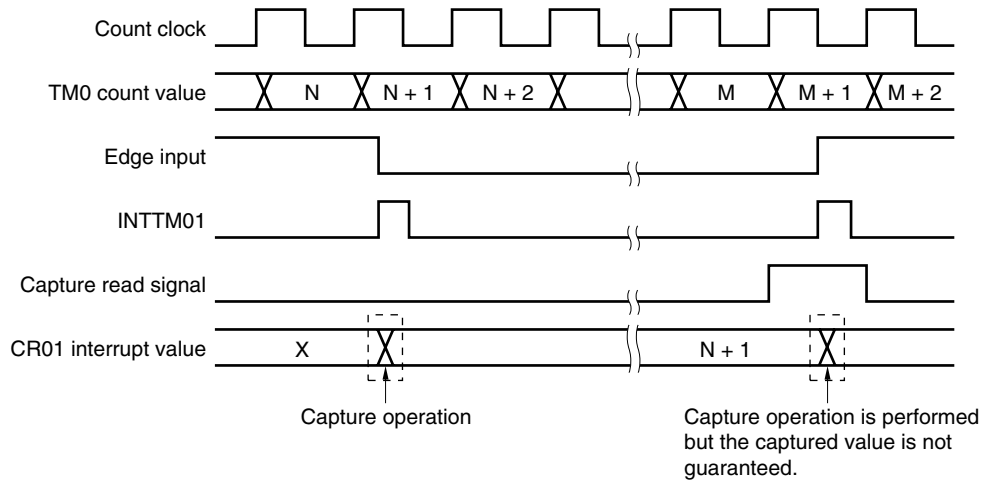 Count clock
TM0 count value
N
N + 1
N + 2
M
M + 1
M + 2
Edge input
INTTM01
Capture read signal
CR01 interrupt value
X
N + 1
Capture operation
Capture operation is performed
but the captured value is not
guaranteed.